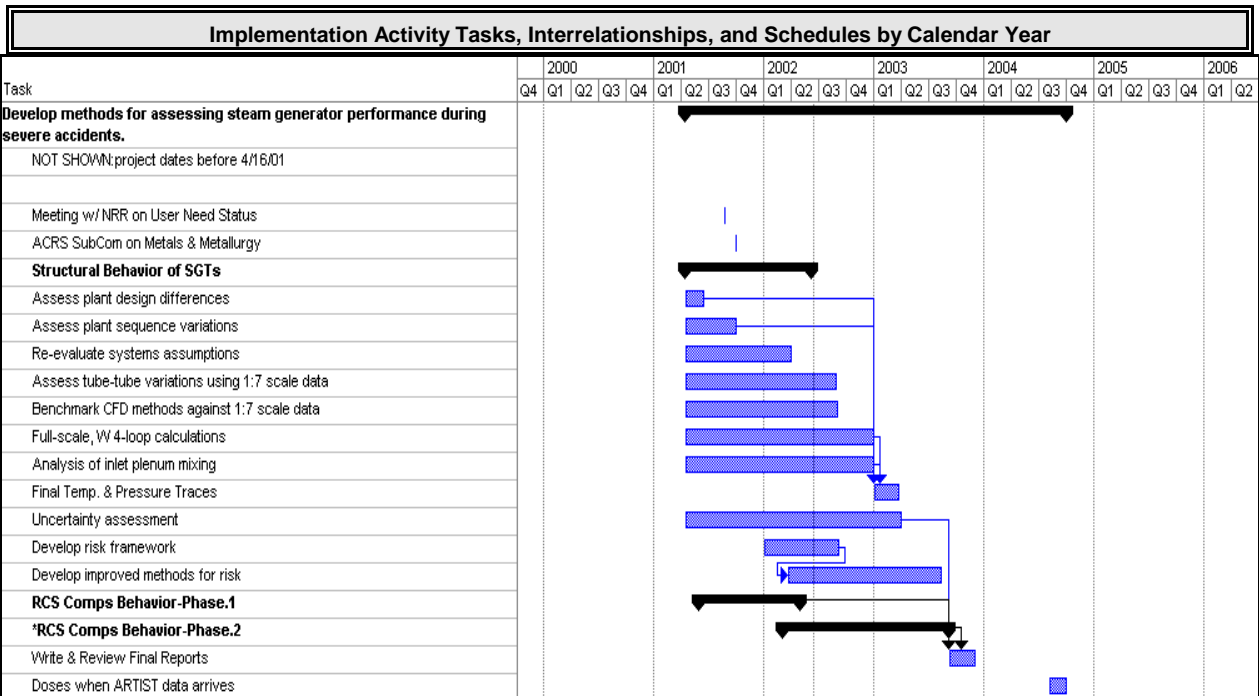 Implementation Activity Tasks, Interrelationships, and Schedules by Calendar Year
2000 2001 2002 2003 2004 2005 2006
Task Q4 Q1 Q2 Q3 Q4 Q1 Q2 Q3 Q4 Q1 Q2 Q3 Q4 Q1 Q2 Q3 Q4 Q1 Q2 Q3 Q4 Q1 Q2 Q3 Q4 Q1 Q2
Develop methods for assessing steam generator performance during
severe accidents.
NOT SHOWN:project dates before 4/16/01
Meeting w/ NRR on User Need Status
ACRS SubCom on Metals & Metallurgy
Structural Behavior of SGTs
Assess plant design differences
Assess plant sequence variations
Re-evaluate systems assumptions
Assess tube-tube variations using 1:7 scale data
Benchmark CFD methods against 1:7 scale data
Full-scale, W 4-loop calculations
Analysis of inlet plenum mixing
Final Temp. & Pressure Traces
Uncertainty assessment
Develop risk framework
Develop improved methods for risk
RCS Comps Behavior-Phase.1
*RCS Comps Behavior-Phase.2
Write & Review Final Reports
Doses when ARTIST data arrives